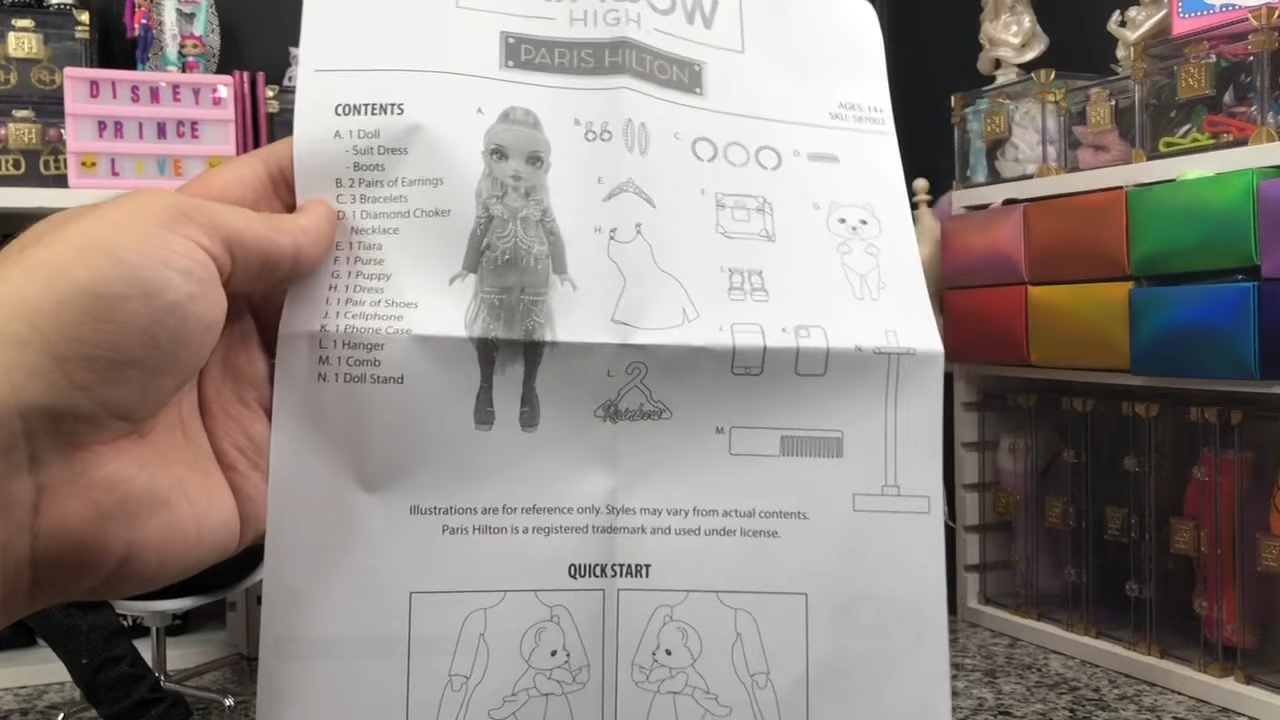 HIGH
PARIS HILTON
AGES: 14+
SKU: 587003
CONTENTS
A. 1 Doll
- Suit Dress
- Boots
B. 2 Pairs of Earrings
C. 3 Bracelets
D. 1 Diamond Choker
Necklace
E. 1 Tiara
F. 1 Purse
G. 1 Puppy
H. 1 Dress
I. 1 Pair of Shoes
J. 1 Cellphone
K. 1 Phone Case
L. 1 Hanger
M. 1 Comb
N. 1 Doll Stand
A.
B.
C.
D.
E.
F.
G.
H.
I.
J.
K.
N.
L.
Rainbow
M.
Illustrations are for reference only. Styles may vary from actual contents.
Paris Hilton is a registered trademark and used under license.
QUICK START
DISNEYD
PRINCE
LIVE